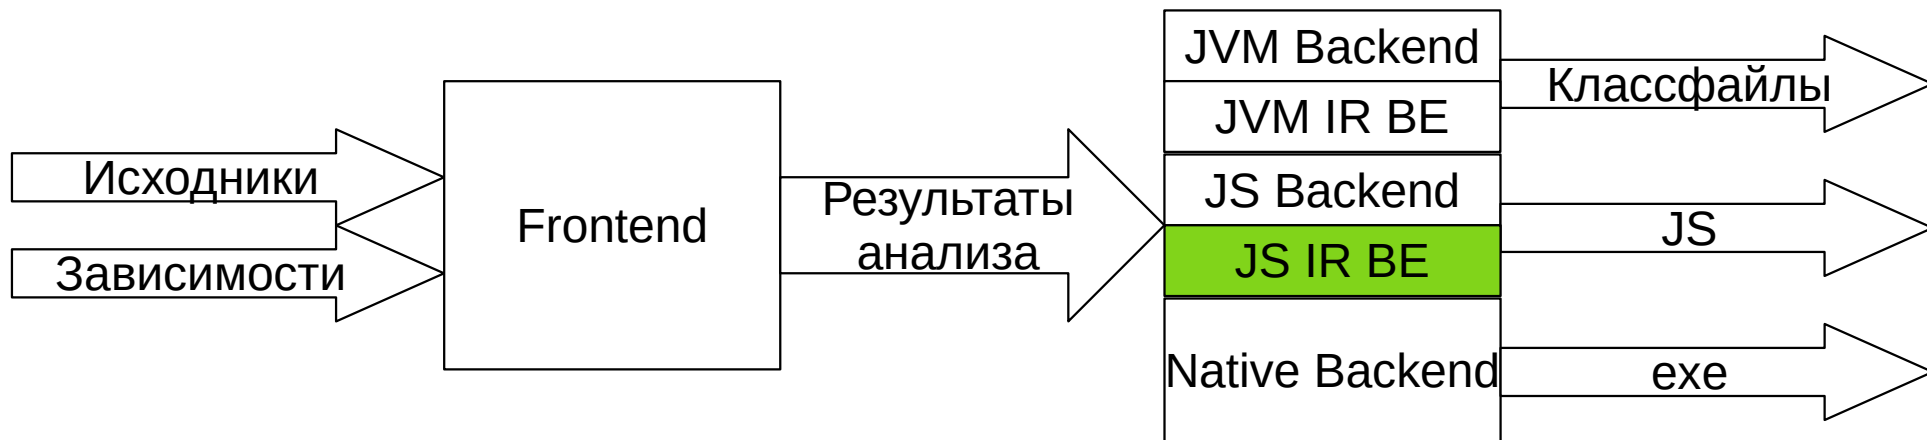 Исходники
Зависимости
Frontend
Результаты
анализа
JVM Backend
JVM IR BE
JS Backend
JS IR BE
Native Backend
Классфайлы
JS
exe